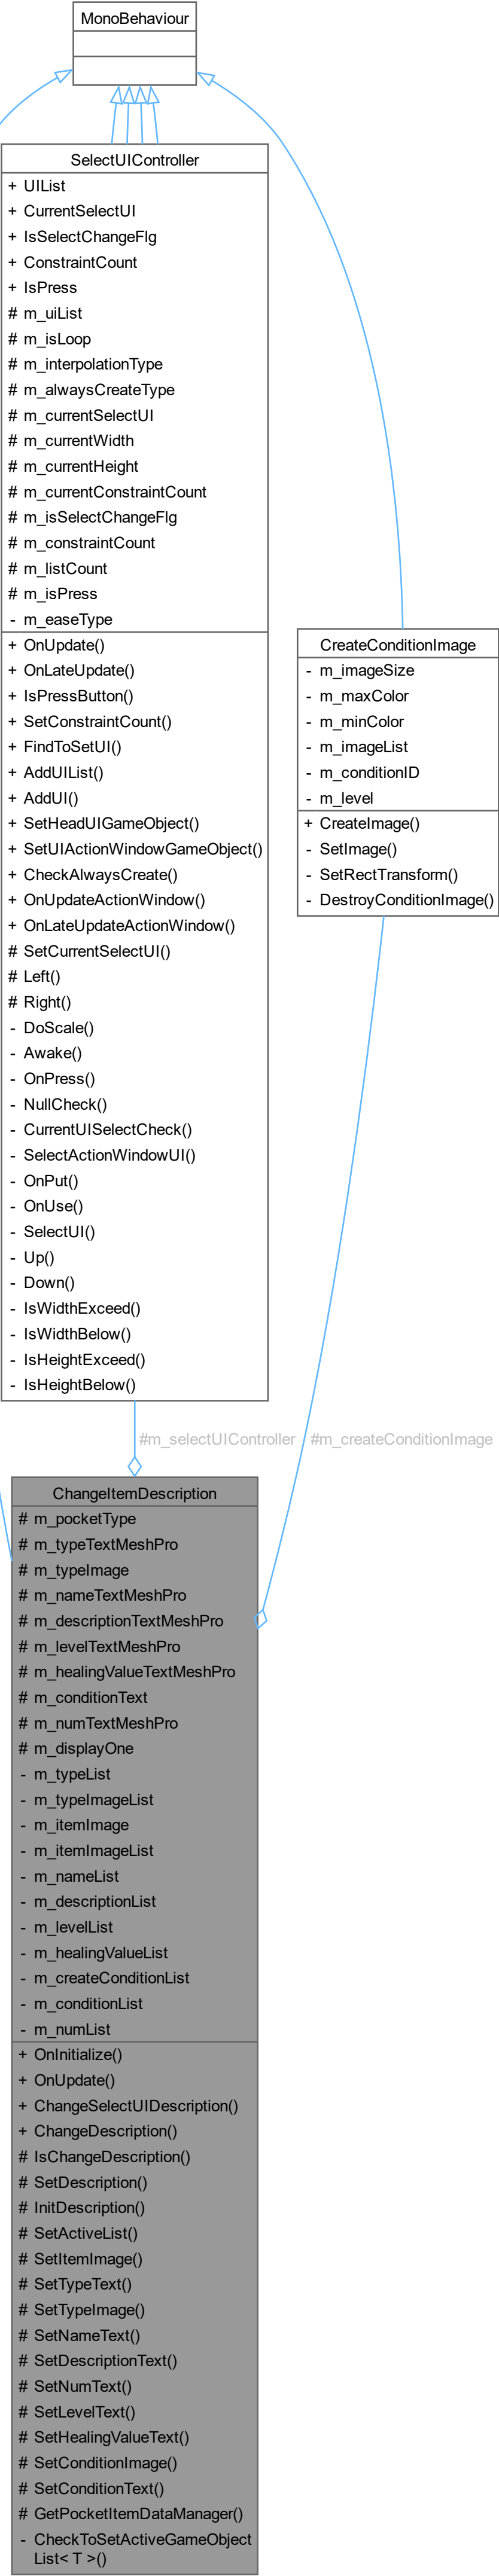 MonoBehaviour
SelectUIController
+ UIList
+ CurrentSelectUI
+ IsSelectChangeFlg
+ ConstraintCount
+ IsPress
# m_uiList
# m_isLoop
# m_interpolationType
# m_alwaysCreateType
# m_currentSelectUI
# m_currentWidth
# m_currentHeight
# m_currentConstraintCount
# m_isSelectChangeFlg
# m_constraintCount
# m_listCount
# m_isPress
- m_easeType
+ OnUpdate()
+ OnLateUpdate()
+ IsPressButton()
+ SetConstraintCount()
+ FindToSetUI()
+ AddUIList()
+ AddUI()
+ SetHeadUIGameObject()
+ SetUIActionWindowGameObject()
+ CheckAlwaysCreate()
+ OnUpdateActionWindow()
+ OnLateUpdateActionWindow()
# SetCurrentSelectUI()
# Left()
# Right()
- DoScale()
- Awake()
- OnPress()
- NullCheck()
- CurrentUISelectCheck()
- SelectActionWindowUI()
- OnPut()
- OnUse()
- SelectUI()
- Up()
- Down()
- IsWidthExceed()
- IsWidthBelow()
- IsHeightExceed()
- IsHeightBelow()
CreateConditionImage
- m_imageSize
- m_maxColor
- m_minColor
- m_imageList
- m_conditionID
- m_level
+ CreateImage()
- SetImage()
- SetRectTransform()
- DestroyConditionImage()
#m_selectUIController
#m_createConditionImage
ChangeItemDescription
# m_pocketType
# m_typeTextMeshPro
# m_typeImage
# m_nameTextMeshPro
# m_descriptionTextMeshPro
# m_levelTextMeshPro
# m_healingValueTextMeshPro
# m_conditionText
# m_numTextMeshPro
# m_displayOne
- m_typeList
- m_typeImageList
- m_itemImage
- m_itemImageList
- m_nameList
- m_descriptionList
- m_levelList
- m_healingValueList
- m_createConditionList
- m_conditionList
- m_numList
+ OnInitialize()
+ OnUpdate()
+ ChangeSelectUIDescription()
+ ChangeDescription()
# IsChangeDescription()
# SetDescription()
# InitDescription()
# SetActiveList()
# SetItemImage()
# SetTypeText()
# SetTypeImage()
# SetNameText()
# SetDescriptionText()
# SetNumText()
# SetLevelText()
# SetHealingValueText()
# SetConditionImage()
# SetConditionText()
# GetPocketItemDataManager()
- CheckToSetActiveGameObject
List< T >()